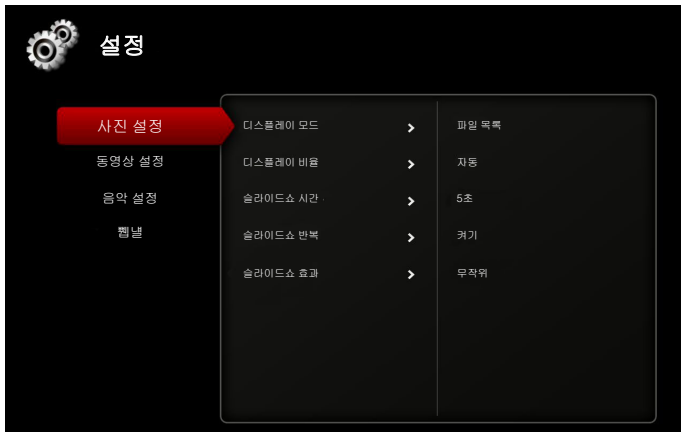 설정
사진 설정
동영상 설정
음악 설정
펩냴
디스플레이 모드
파일 목록
디스플레이 비율
자동
슬라이드쇼 시간
5초
슬라이드쇼 반복
켜기
슬라이드쇼 효과
무작위